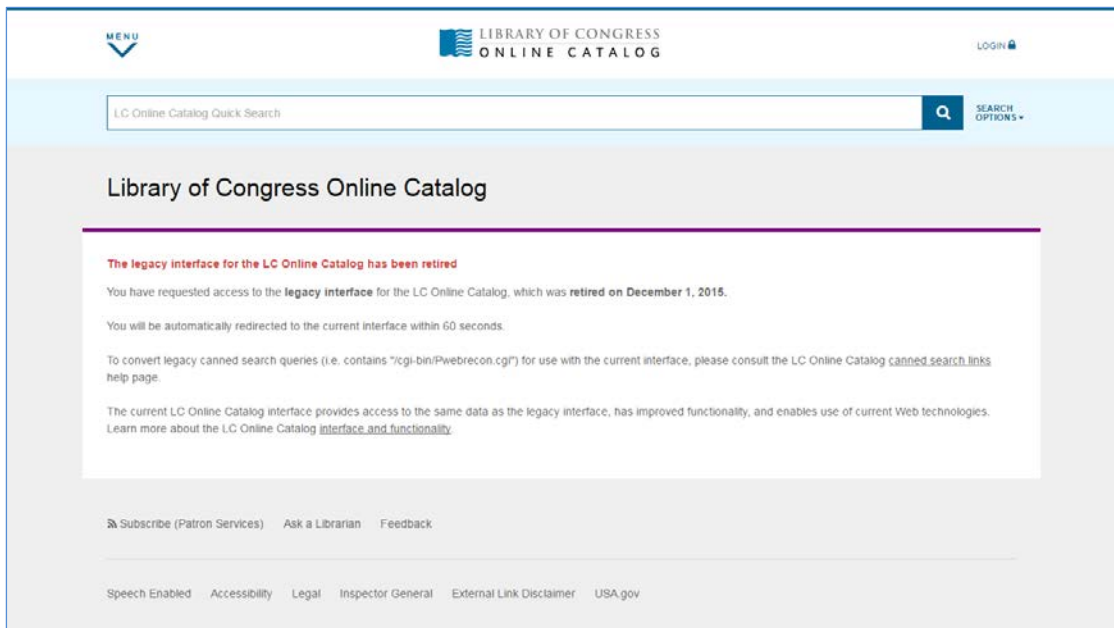 MENU
LIBRARY OF CONGRESS
ONLINE CATALOG
LOGIN
LC Online Catalog Quick Search
SEARCH
OPTIONS
Library of Congress Online Catalog
The legacy interface for the LC Online Catalog has been retired
You have requested access to the legacy interface for the LC Online Catalog, which was retired on December 1, 2015.
You will be automatically redirected to the current interface within 60 seconds.
To convert legacy canned search queries (i.e. contains "/cgi-bin/Pwebrecon.cgi") for use with the current interface, please consult the LC Online Catalog canned search links
help page.
The current LC Online Catalog interface provides access to the same data as the legacy interface, has improved functionality, and enables use of current Web technologies.
Learn more about the LC Online Catalog interface and functionality.
Subscribe (Patron Services) Ask a Librarian Feedback
Speech Enabled Accessibility Legal Inspector General External Link Disclaimer USA.gov